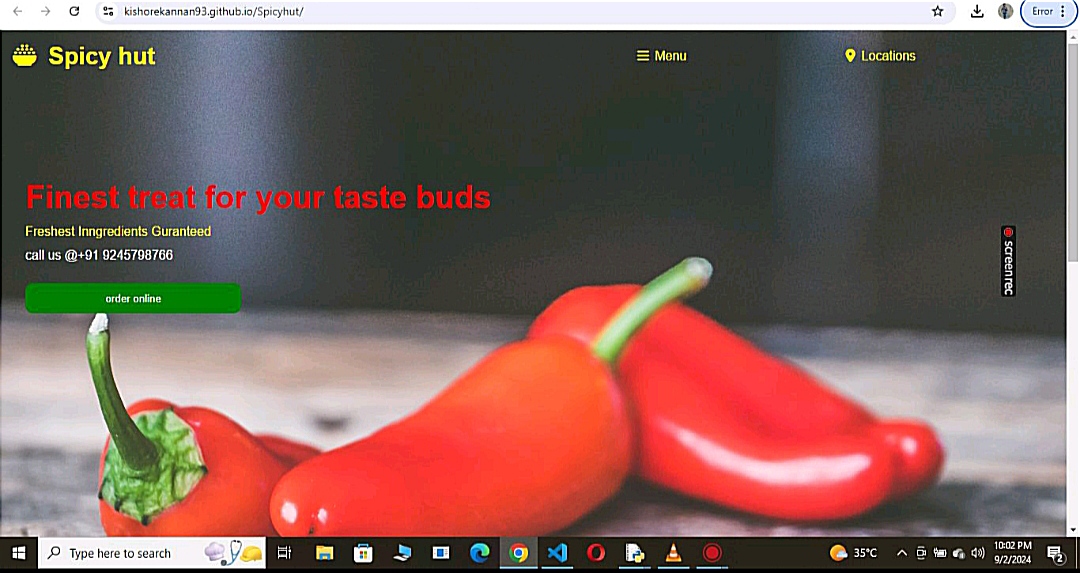 kishorekannan93.github.io/Spicyhut/
Error
Spicy hut
Menu
Locations
Finest treat for your taste buds
Freshest Inngredients Guranteed
call us @+91 9245798766
order online
screenrec
Type here to search
35°C
10:02 PM
9/2/2024
2